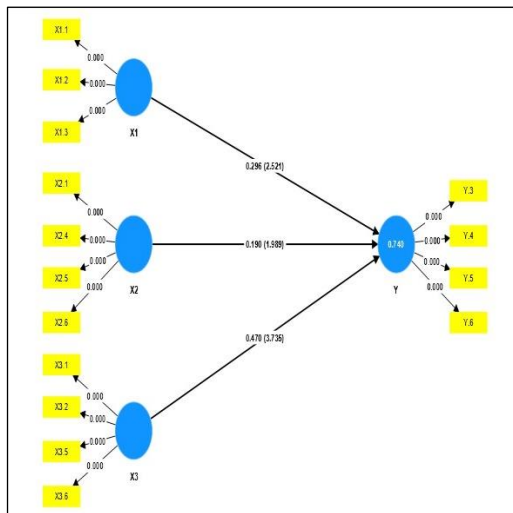 X1.1
0.000
X1.2
0.000
0.000
X1.3
X1
0.296 (2.521)
X2.1
0.000
X2.4
0.000
X2.5
0.000
0.000
X2.6
X2
0.190 (1.989)
X3.1
0.000
X3.2
0.000
X3.5
0.000
0.000
X3.6
X3
0.470 (3.735)
0.740
Y
Y.3
0.000
Y.4
0.000
0.000
Y.5
0.000
Y.6